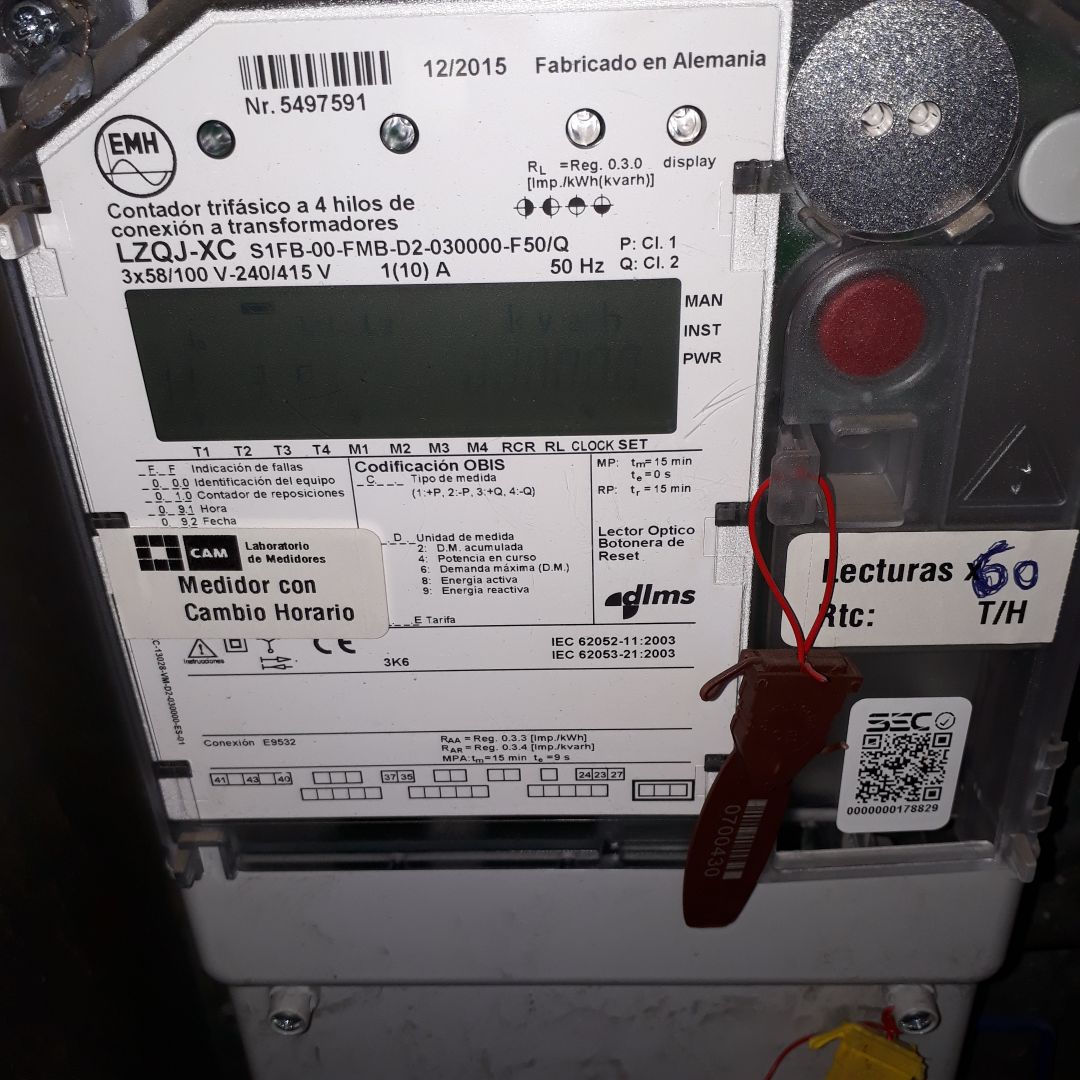 12/2015 Fabricado en Alemania
Nr. 5497591
EMH
RL =Reg. 0.3.0 display
[Imp./kWh(kvarh)]
Contador trifásico a 4 hilos de
conexión a transformadores
LZQJ-XC S1FB-00-FMB-D2-030000-F50/Q P: Cl. 1
3x58/100 V-240/415 V 1(10) A 50 Hz Q: Cl. 2
MAN
INST
PWR
T1 T2 T3 T4 M1 M2 M3 M4 RCR RL CLOCK SET
F. F Indicación de fallas
0. 0.0 Identificación del equipo
0. 1.0 Contador de reposiciones
0. 9.1 Hora
0. 9.2 Fecha
Codificación OBIS
C Tipo de medida
(1:+P, 2:-P, 3:+Q, 4:-Q)
D Unidad de medida
2: D.M. acumulada
4: Potencia en curso
6: Demanda máxima (D.M.)
8: Energia activa
9: Energia reactiva
E Tarifa
MP: tm=15 min
te=0 s
RP: tr=15 min
Lector Optico
Botonera de
Reset
dlms
CAM Laboratorio
de Medidores
Medidor con
Cambio Horario
Lecturas x 60
Rtc: T/H
Instrucciones
CE
3K6
IEC 62052-11:2003
IEC 62053-21:2003
C-13028-VM-D2-030000-ES-01
Conexión E9532
RAA = Reg. 0.3.3 [Imp./kWh]
RAR = Reg. 0.3.4 [Imp./kvarh]
MPA: tm=15 min te=9 s
41 43 40 37 35 24 23 27
0700430
SEC
0000000178829